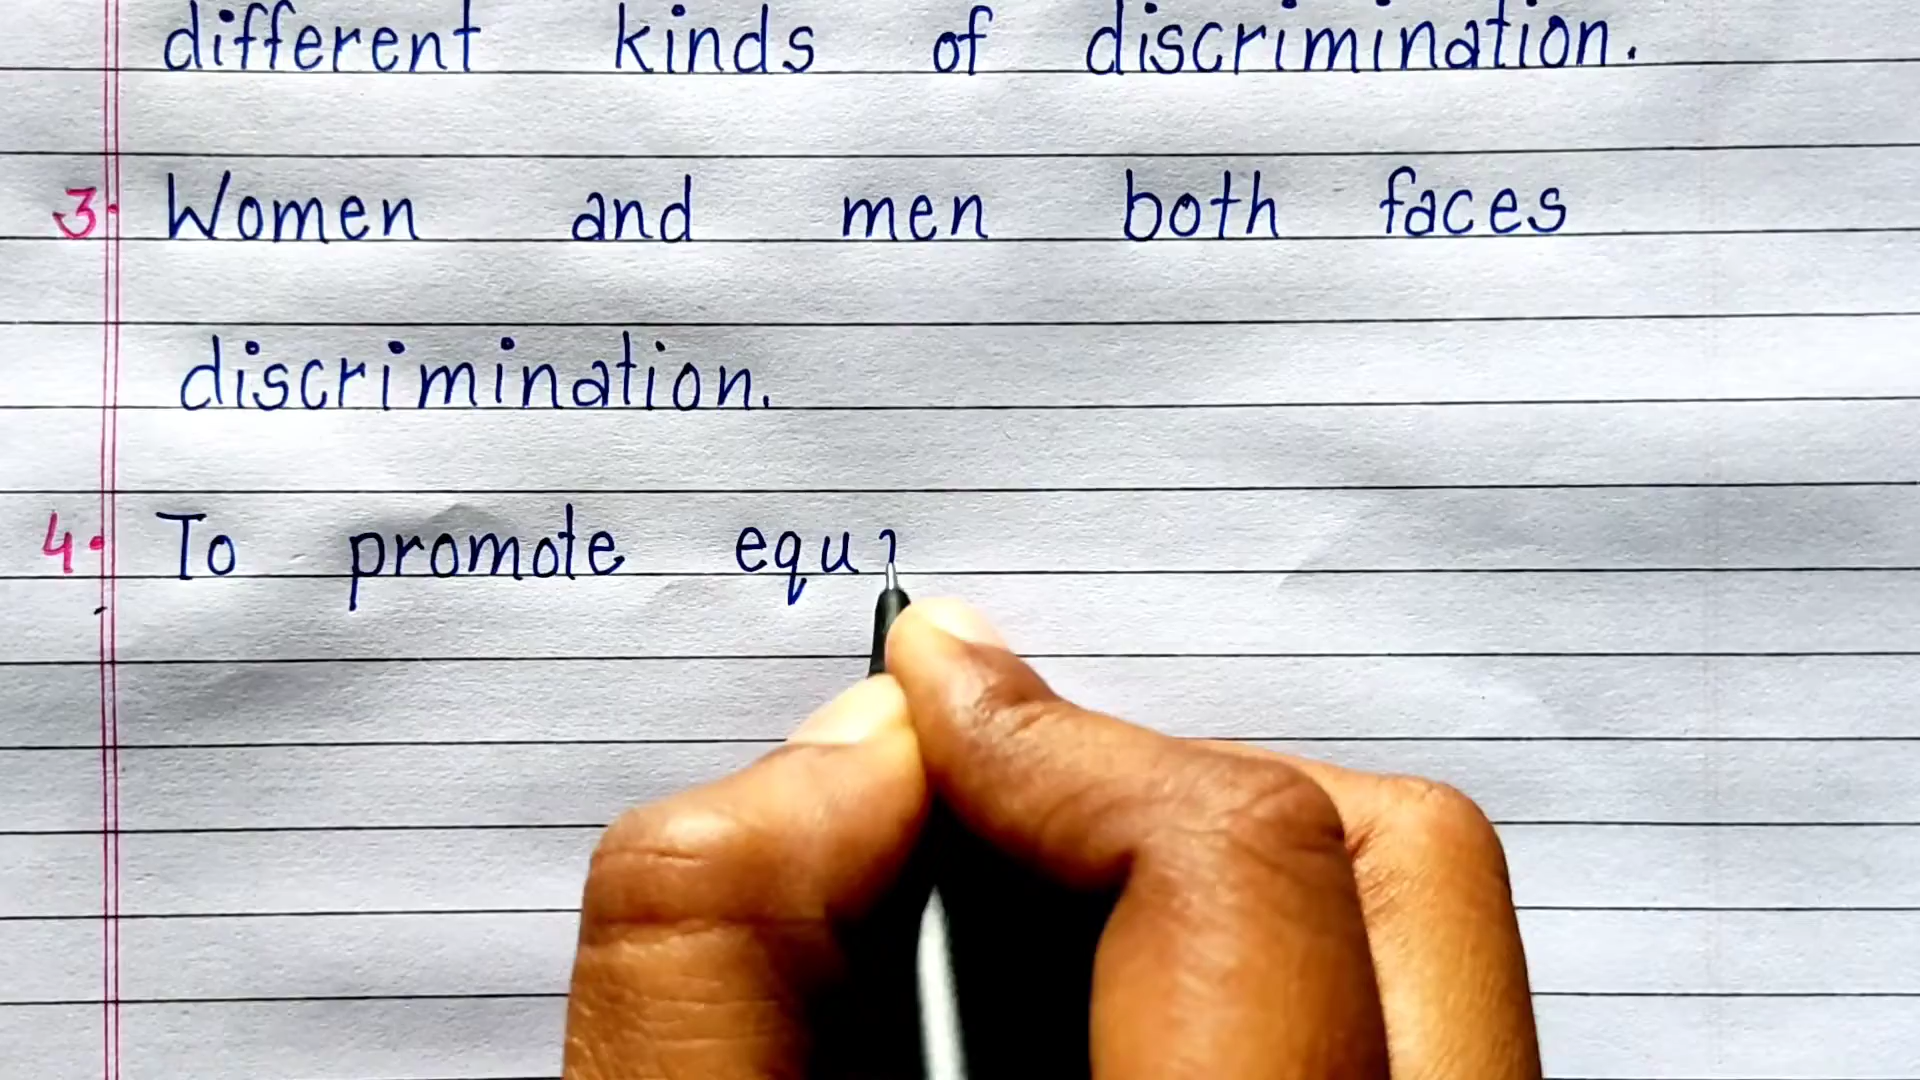 different kinds of discrimination.
3. Women and men both faces
discrimination.
4. To promote equ